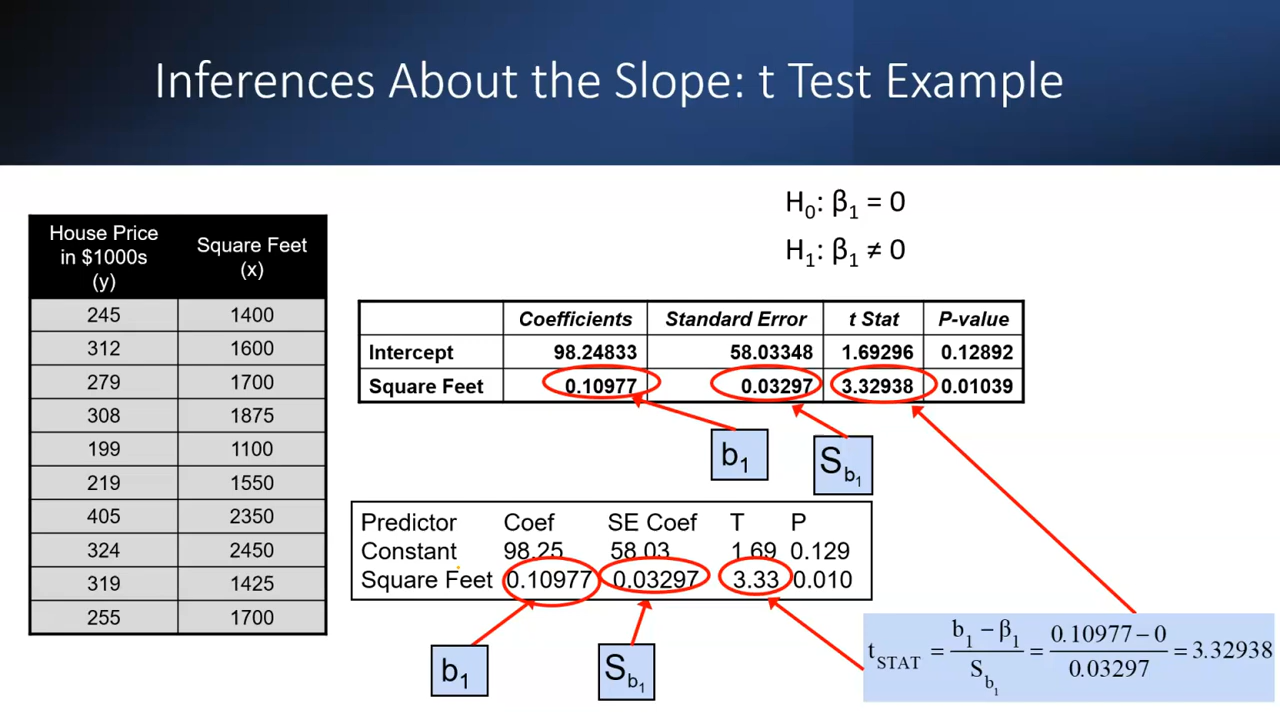 Inferences About the Slope: t Test Example
H0: β1 = 0
H1: β1 ≠ 0
House Price in $1000s (y) Square Feet (x)
245 1400
312 1600
279 1700
308 1875
199 1100
219 1550
405 2350
324 2450
319 1425
255 1700
Coefficients Standard Error t Stat P-value
Intercept 98.24833 58.03348 1.69296 0.12892
Square Feet 0.10977 0.03297 3.32938 0.01039
b1 Sb1
Predictor Coef SE Coef T P
Constant 98.25 58.03 1.69 0.129
Square Feet 0.10977 0.03297 3.33 0.010
b1 Sb1
tSTAT = (b1 − β1) / Sb1 = (0.10977 − 0) / 0.03297 = 3.32938